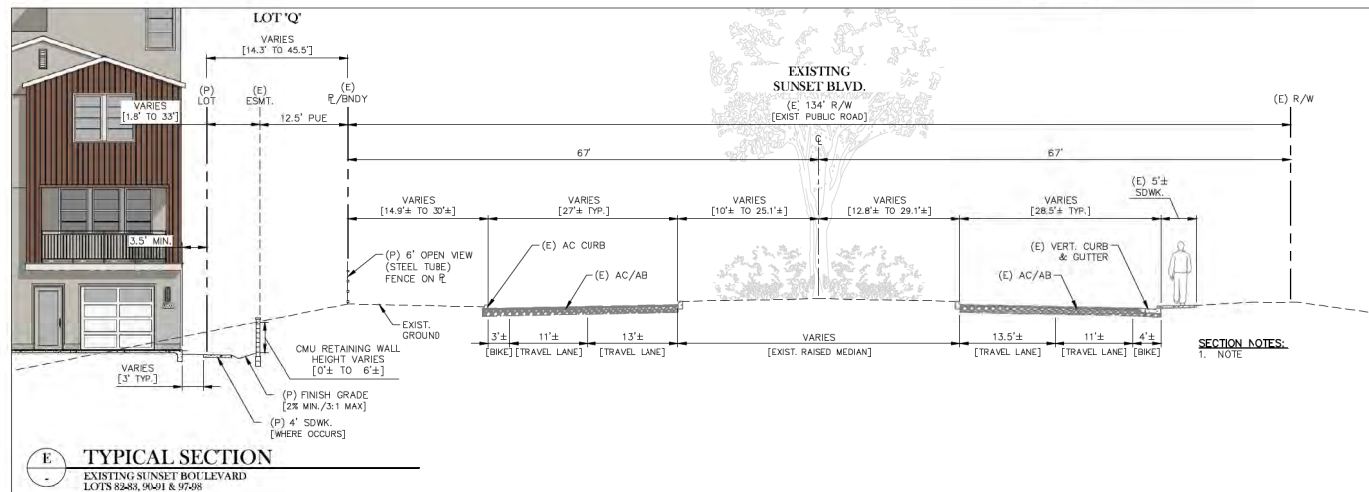 LOT "Q"
VARIES
[14.3' TO 45.5']
(P)
LOT
(E)
ESMT.
(E)
PL/BNDY
VARIES
[1.8' TO 33']
12.5' PUE
EXISTING
SUNSET BLVD.
(E) 134' R/W
[EXIST PUBLIC ROAD]
(E) R/W
CL
67'
67'
VARIES
[14.9'± TO 30'±]
VARIES
[27'± TYP.]
VARIES
[10'± TO 25.1'±]
VARIES
[12.8'± TO 29.1'±]
VARIES
[28.5'± TYP.]
(E) 5'±
SDWK.
3.5' MIN.
(P) 6' OPEN VIEW
(STEEL TUBE)
FENCE ON PL
(E) AC CURB
(E) AC/AB
(E) VERT. CURB
& GUTTER
(E) AC/AB
EXIST.
GROUND
CMU RETAINING WALL
HEIGHT VARIES
[0'± TO 6'±]
3'±
[BIKE]
11'±
[TRAVEL LANE]
13'±
[TRAVEL LANE]
VARIES
[EXIST. RAISED MEDIAN]
13.5'±
[TRAVEL LANE]
11'±
[TRAVEL LANE]
4'±
[BIKE]
SECTION NOTES:
1. NOTE
VARIES
[3' TYP.]
(P) FINISH GRADE
[2% MIN./3:1 MAX]
(P) 4' SDWK.
[WHERE OCCURS]
E
-
TYPICAL SECTION
EXISTING SUNSET BOULEVARD
LOTS 82-83, 90-91 & 97-98